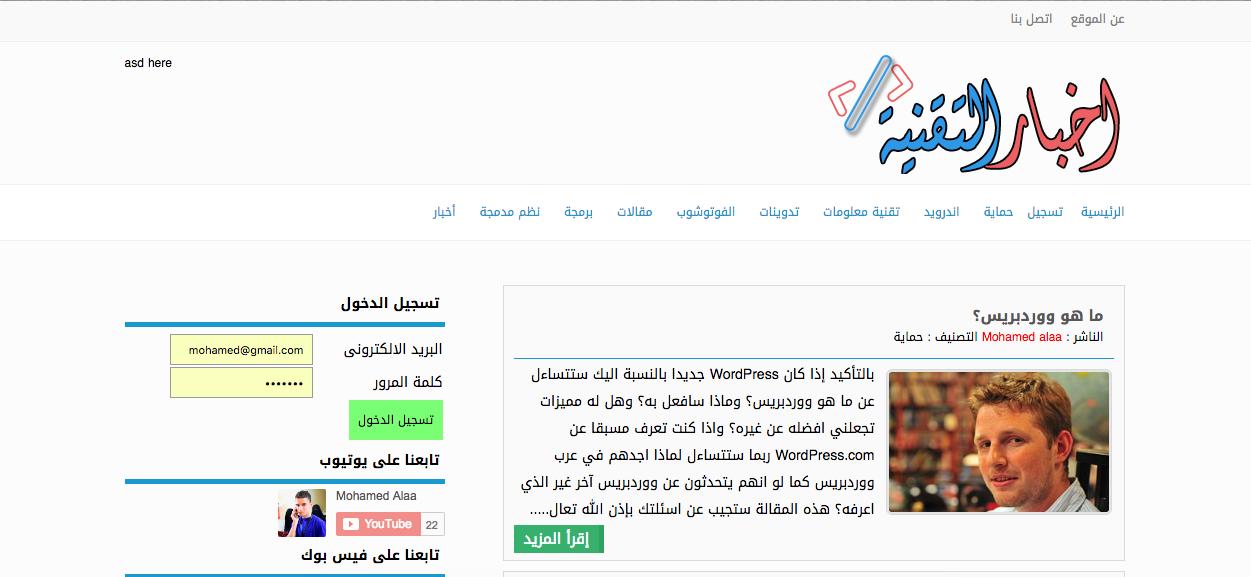 عن الموقع اتصل بنا
asd here
اخبار التقنية
الرئيسية تسجيل حماية اندرويد تقنية معلومات تدوينات الفوتوشوب مقالات برمجة نظم مدمجة أخبار
ما هو ووردبريس؟
الناشر : Mohamed alaa التصنيف : حماية
بالتأكيد إذا كان WordPress جديدا بالنسبة اليك ستتساءل
عن ما هو ووردبريس؟ وماذا سافعل به؟ وهل له مميزات
تجعلني افضله عن غيره؟ واذا كنت تعرف مسبقا عن
WordPress.com ربما ستتساءل لماذا اجدهم في عرب
ووردبريس كما لو انهم يتحدثون عن ووردبريس آخر غير الذي
اعرفه؟ هذه المقالة ستجيب عن اسئلتك بإذن الله تعال.....
إقرأ المزيد
تسجيل الدخول
البريد الالكترونى mohamed@gmail.com
كلمة المرور •••••••
تسجيل الدخول
تابعنا على يوتيوب
Mohamed Alaa
YouTube 22
تابعنا على فيس بوك